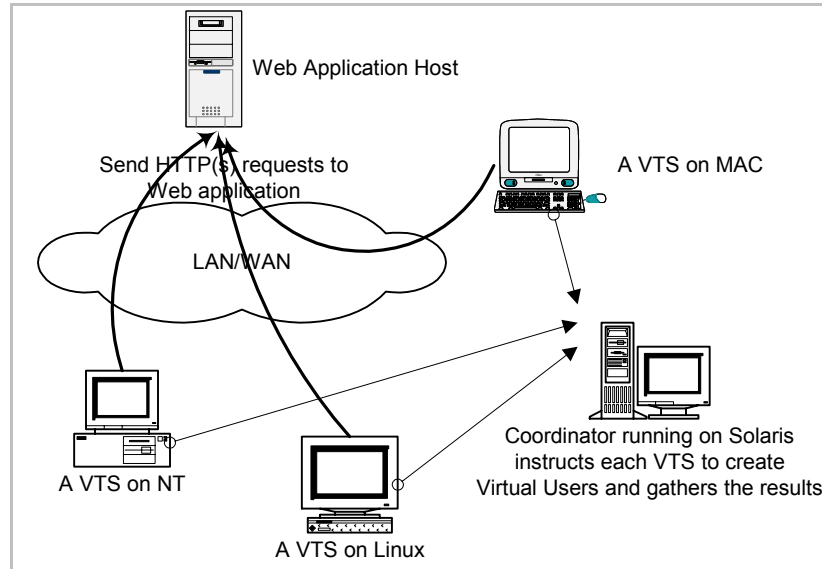 Web Application Host
Send HTTP(s) requests to
Web application
A VTS on MAC
LAN/WAN
Coordinator running on Solaris
instructs each VTS to create
Virtual Users and gathers the results
A VTS on NT
A VTS on Linux